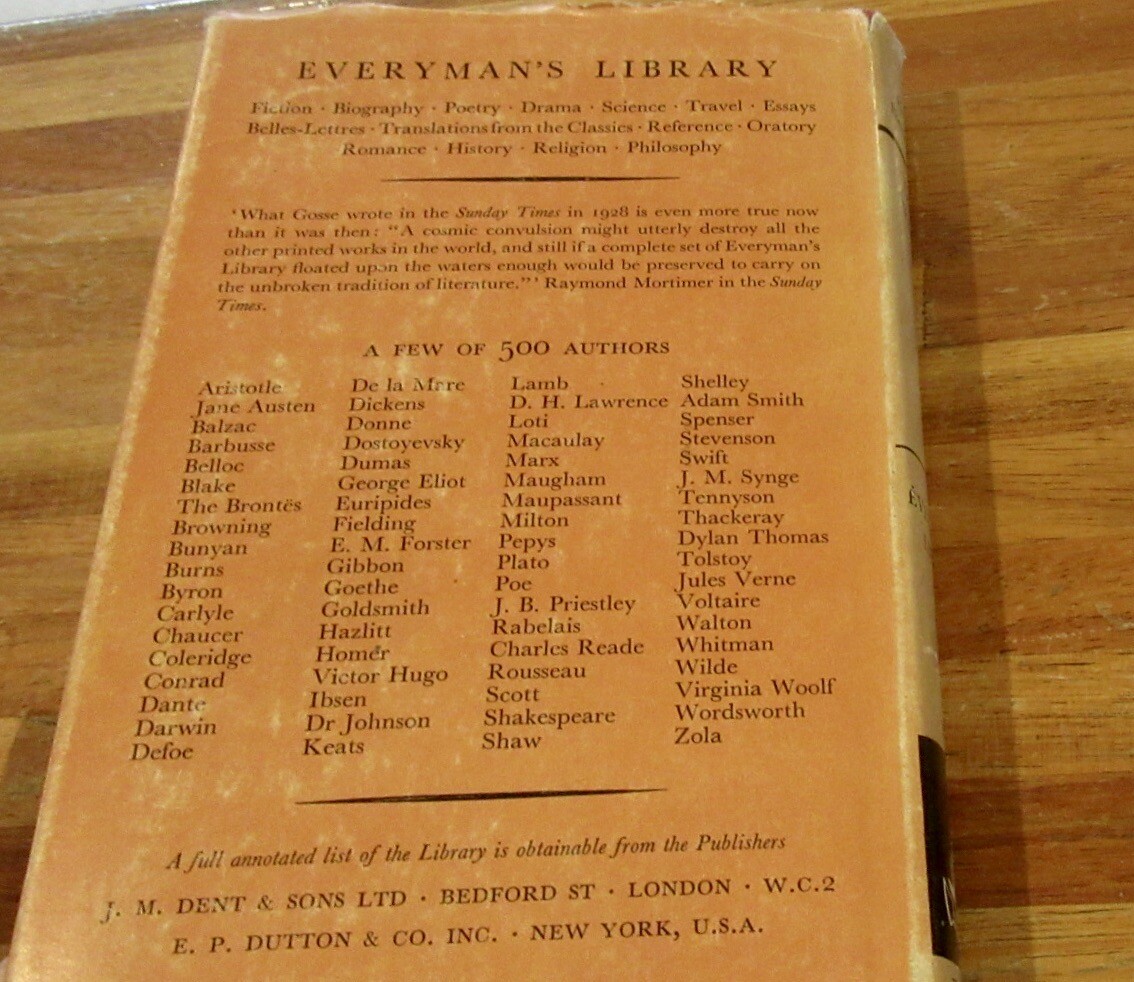 EVERYMAN'S LIBRARY
Fiction · Biography · Poetry · Drama · Science · Travel · Essays
Belles-Lettres · Translations from the Classics · Reference · Oratory
Romance · History · Religion · Philosophy
'What Gosse wrote in the Sunday Times in 1928 is even more true now
than it was then: "A cosmic convulsion might utterly destroy all the
other printed works in the world, and still if a complete set of Everyman's
Library floated upon the waters enough would be preserved to carry on
the unbroken tradition of literature."' Raymond Mortimer in the Sunday
Times.
A FEW OF 500 AUTHORS
Aristotle
Jane Austen
Balzac
Barbusse
Belloc
Blake
The Brontës
Browning
Bunyan
Burns
Byron
Carlyle
Chaucer
Coleridge
Conrad
Dante
Darwin
Defoe
De la Mare
Dickens
Donne
Dostoyevsky
Dumas
George Eliot
Euripides
Fielding
E. M. Forster
Gibbon
Goethe
Goldsmith
Hazlitt
Homer
Victor Hugo
Ibsen
Dr Johnson
Keats
Lamb
D. H. Lawrence
Loti
Macaulay
Marx
Maugham
Maupassant
Milton
Pepys
Plato
Poe
J. B. Priestley
Rabelais
Charles Reade
Rousseau
Scott
Shakespeare
Shaw
Shelley
Adam Smith
Spenser
Stevenson
Swift
J. M. Synge
Tennyson
Thackeray
Dylan Thomas
Tolstoy
Jules Verne
Voltaire
Walton
Whitman
Wilde
Virginia Woolf
Wordsworth
Zola
A full annotated list of the Library is obtainable from the Publishers
J. M. DENT & SONS LTD · BEDFORD ST · LONDON · W.C.2
E. P. DUTTON & CO. INC. · NEW YORK, U.S.A.